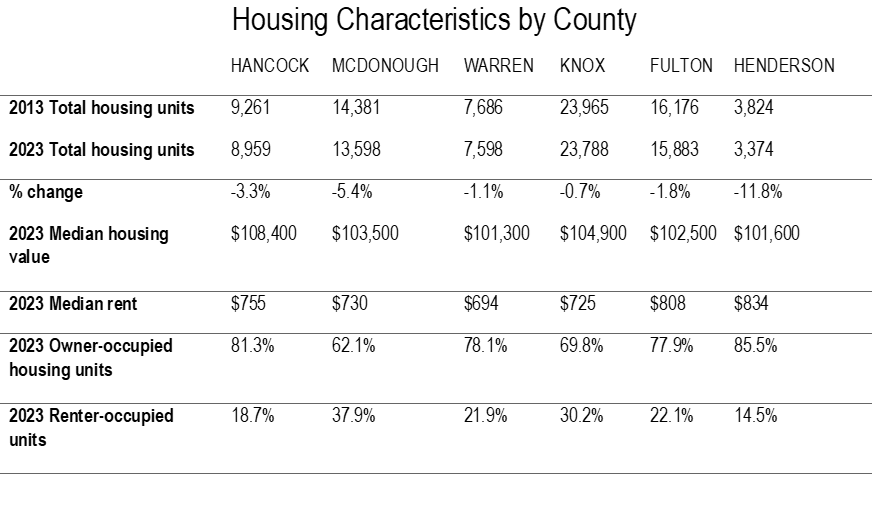 Housing Characteristics by County
HANCOCK MCDONOUGH WARREN KNOX FULTON HENDERSON
2013 Total housing units 9,261 14,381 7,686 23,965 16,176 3,824
2023 Total housing units 8,959 13,598 7,598 23,788 15,883 3,374
% change -3.3% -5.4% -1.1% -0.7% -1.8% -11.8%
2023 Median housing $108,400 $103,500 $101,300 $104,900 $102,500 $101,600
value
2023 Median rent $755 $730 $694 $725 $808 $834
2023 Owner-occupied 81.3% 62.1% 78.1% 69.8% 77.9% 85.5%
housing units
2023 Renter-occupied 18.7% 37.9% 21.9% 30.2% 22.1% 14.5%
units